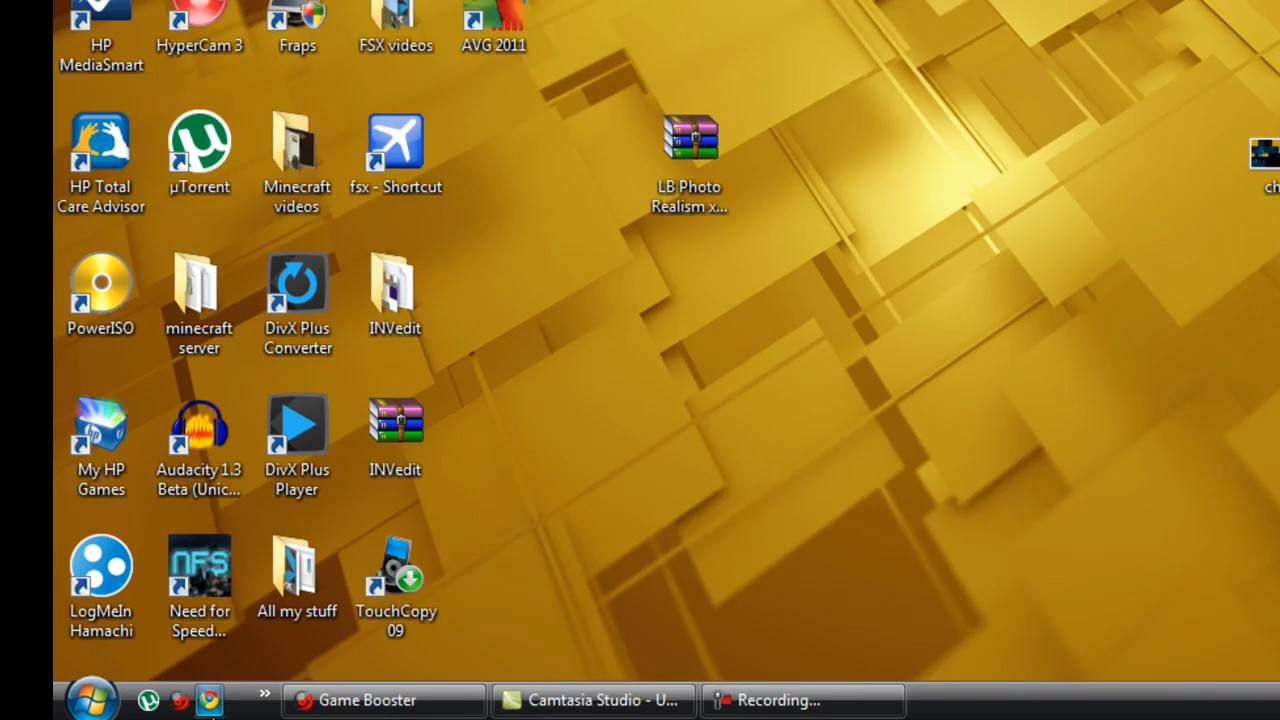 HP
MediaSmart
HyperCam 3
Fraps
FSX videos
AVG 2011
HP Total
Care Advisor
µTorrent
Minecraft
videos
fsx - Shortcut
LB Photo
Realism x...
ch
PowerISO
minecraft
server
DivX Plus
Converter
INVedit
My HP
Games
Audacity 1.3
Beta (Unic...
DivX Plus
Player
INVedit
NFS
LogMeIn
Hamachi
Need for
Speed...
All my stuff
TouchCopy
09
»
Game Booster
Camtasia Studio - U...
Recording...